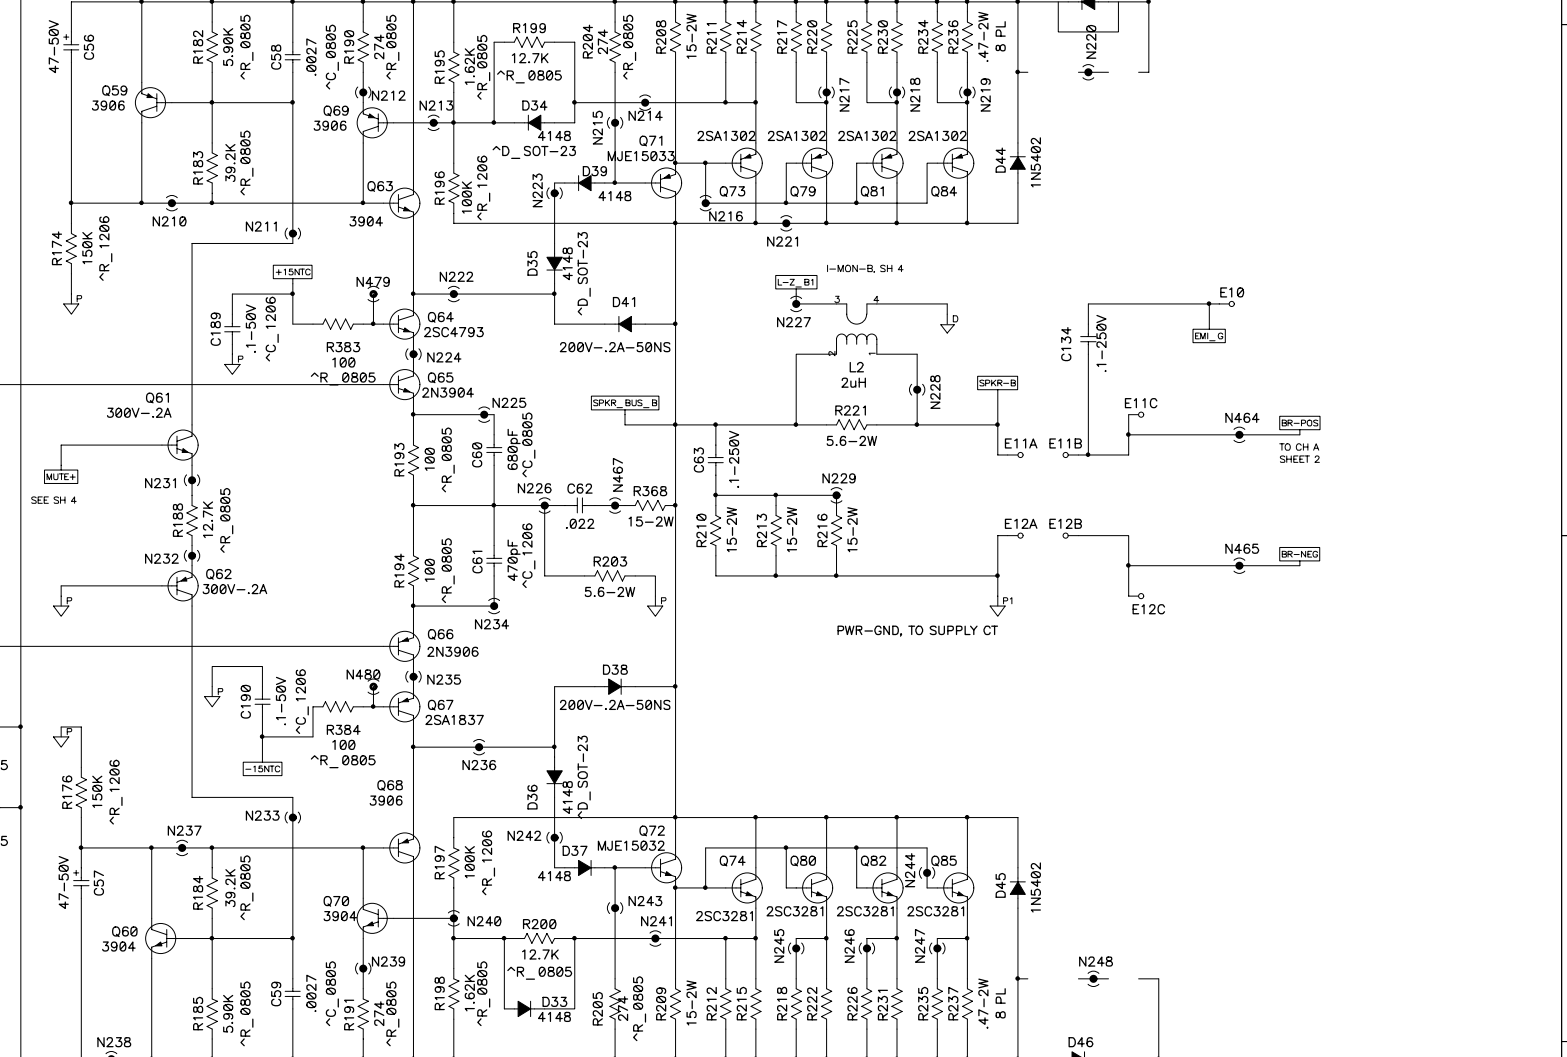 47-50V
C56
R182
5.90K
^R_0805
C58
.0027
^C_0805
R190
274
^R_0805
R195
1.62K
^R_0805
R199
12.7K
^R_0805
R204
274
^R_0805
R208
15-2W
R211
R214
R217
R220
R225
R230
R234
R236
.47-2W
8 PL
N220
Q59
3906
N212
Q69
3906
N213
D34
4148
^D_SOT-23
N215
N214
Q71
MJE15033
N217
N218
N219
2SA1302
2SA1302
2SA1302
2SA1302
D44
1N5402
R183
39.2K
^R_0805
Q63
3904
R196
100K
^R_1206
N223
D39
4148
Q73
Q79
Q81
Q84
N216
N210
N211
N221
R174
150K
^R_1206
P
+15NTC
N479
N222
D35
4148
^D_SOT-23
D41
200V-.2A-50NS
I-MON-B, SH 4
L-Z_B1
3
4
N227
D
E10
EMI_G
C134
.1-250V
C189
.1-50V
^C_1206
P
R383
100
^R_0805
Q64
2SC4793
N224
Q65
2N3904
2
1
L2
2uH
N228
SPKR-B
Q61
300V-.2A
SPKR_BUS_B
R221
5.6-2W
E11C
E11A
E11B
N464
BR-POS
TO CH A
SHEET 2
MUTE+
SEE SH 4
N231
R188
12.7K
^R_0805
N232
Q62
300V-.2A
P
N225
R193
100
^R_0805
C60
680pF
^C_0805
N226
C62
.022
N467
R368
15-2W
C63
.1-250V
N229
R210
15-2W
R213
15-2W
R216
15-2W
E12A
E12B
N465
BR-NEG
E12C
R194
100
^R_0805
C61
470pF
^C_1206
R203
5.6-2W
P
P1
PWR-GND, TO SUPPLY CT
N234
Q66
2N3906
N235
N480
P
C190
.1-50V
^C_1206
-15NTC
R384
100
^R_0805
Q67
2SA1837
D38
200V-.2A-50NS
P
N236
5
R176
150K
^R_1206
D36
4148
^D_SOT-23
Q68
3906
N233
N237
5
N242
D37
4148
Q72
MJE15032
R197
100K
^R_1206
Q74
Q80
Q82
N244
Q85
D45
1N5402
47-50V
C57
R184
39.2K
^R_0805
Q70
3904
N240
N243
2SC3281
2SC3281
2SC3281
2SC3281
Q60
3904
R200
12.7K
^R_0805
N241
N245
N246
N247
N239
N248
R185
5.90K
^R_0805
C59
.0027
^C_0805
R191
274
^R_0805
R198
1.62K
^R_0805
D33
4148
R205
274
^R_0805
R209
15-2W
R212
R215
R218
R222
R226
R231
R235
R237
.47-2W
8 PL
N238
D46